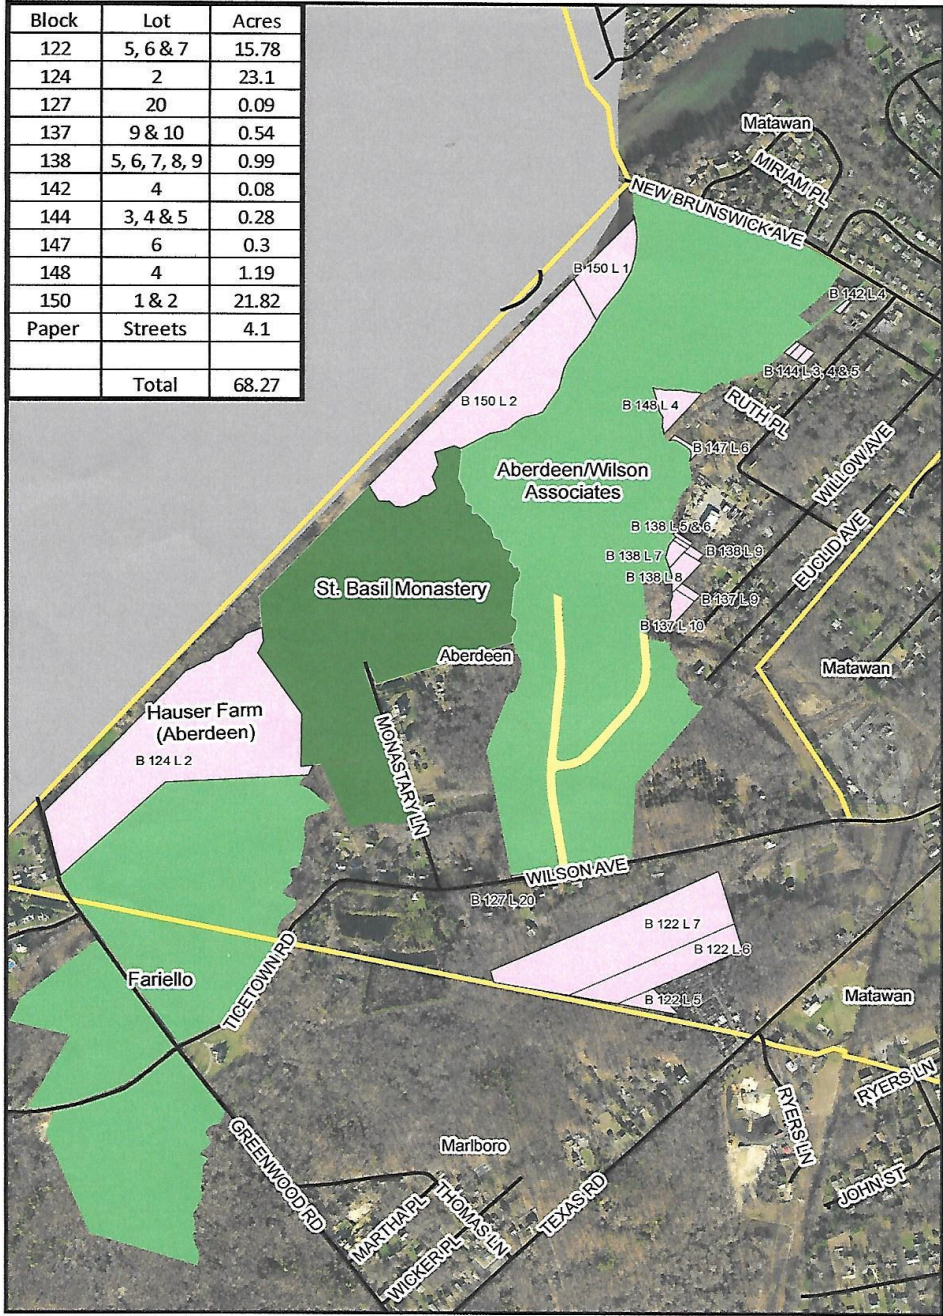 Block Lot Acres
122 5, 6 & 7 15.78
124 2 23.1
127 20 0.09
137 9 & 10 0.54
138 5, 6, 7, 8, 9 0.99
142 4 0.08
144 3, 4 & 5 0.28
147 6 0.3
148 4 1.19
150 1 & 2 21.82
Paper Streets 4.1
Total 68.27
Matawan
MIRIAM PL
NEW BRUNSWICK AVE
B 150 L 1
B 142 L 4
B 144 L 3, 4 & 5
B 150 L 2
B 148 L 4
RUTH PL
B 147 L 6
WILLOW AVE
Aberdeen/Wilson
Associates
B 138 L 5 & 6
B 138 L 7
B 138 L 9
EUCLID AVE
B 138 L 8
St. Basil Monastery
B 137 L 9
B 137 L 10
Aberdeen
Matawan
Hauser Farm
(Aberdeen)
B 124 L 2
MONASTARY LN
WILSON AVE
B 127 L 20
B 122 L 7
B 122 L 6
B 122 L 5
Fariello
TICETOWN RD
Matawan
RYERS LN
RYERS LN
GREENWOOD RD
Marlboro
JOHN ST
MARTHA PL
THOMAS LN
WICKER PL
TEXAS RD